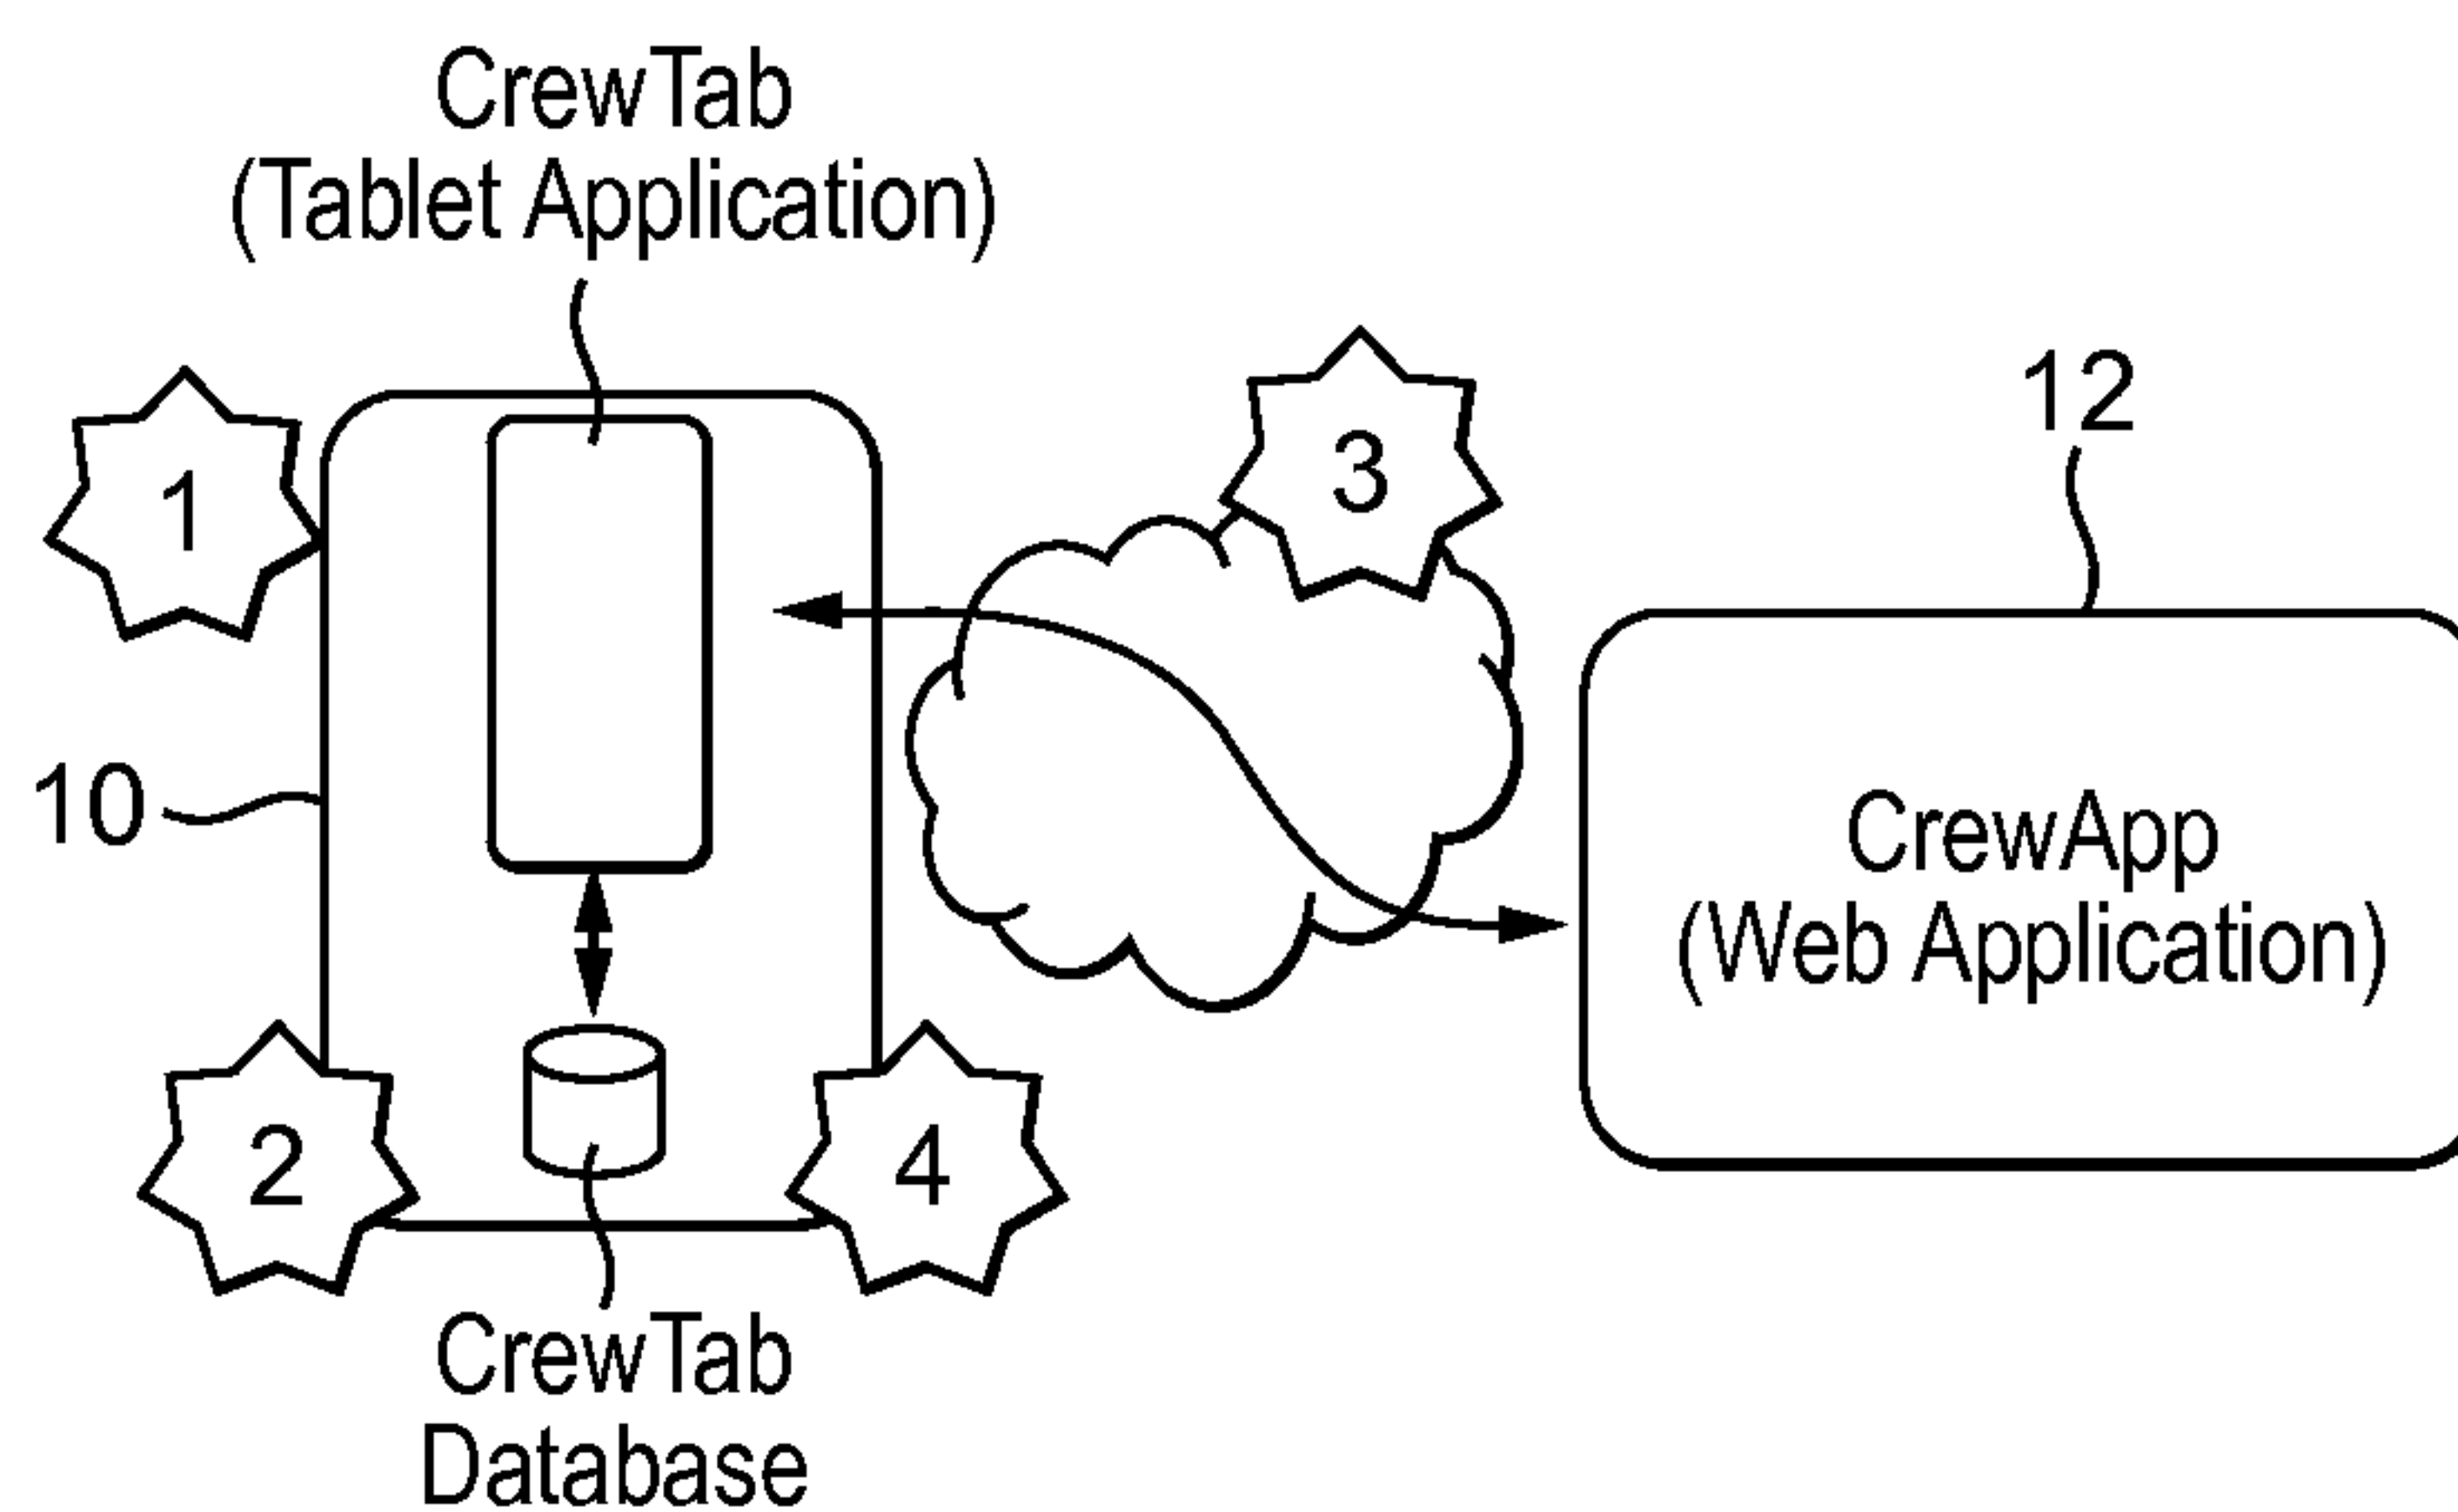 CrewTab
(Tablet Application)
1
3
12
10
CrewApp
(Web Application)
2
4
CrewTab
Database